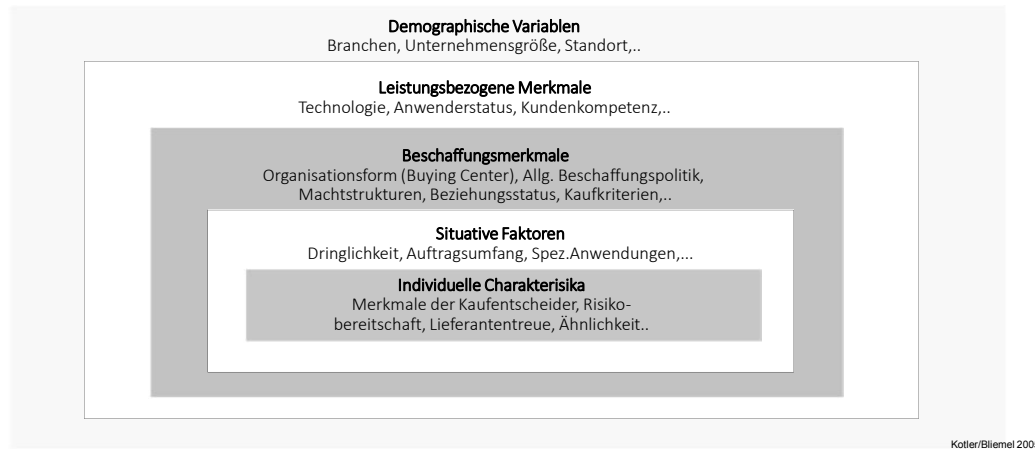 Demographische Variablen
Branchen, Unternehmensgröße, Standort,..
Leistungsbezogene Merkmale
Technologie, Anwenderstatus, Kundenkompetenz,..
Beschaffungsmerkmale
Organisationsform (Buying Center), Allg. Beschaffungspolitik,
Machtstrukturen, Beziehungsstatus, Kaufkriterien,..
Situative Faktoren
Dringlichkeit, Auftragsumfang, Spez.Anwendungen,...
Individuelle Charakterisika
Merkmale der Kaufentscheider, Risiko-
bereitschaft, Lieferantentreue, Ähnlichkeit..
Kotler/Bliemel